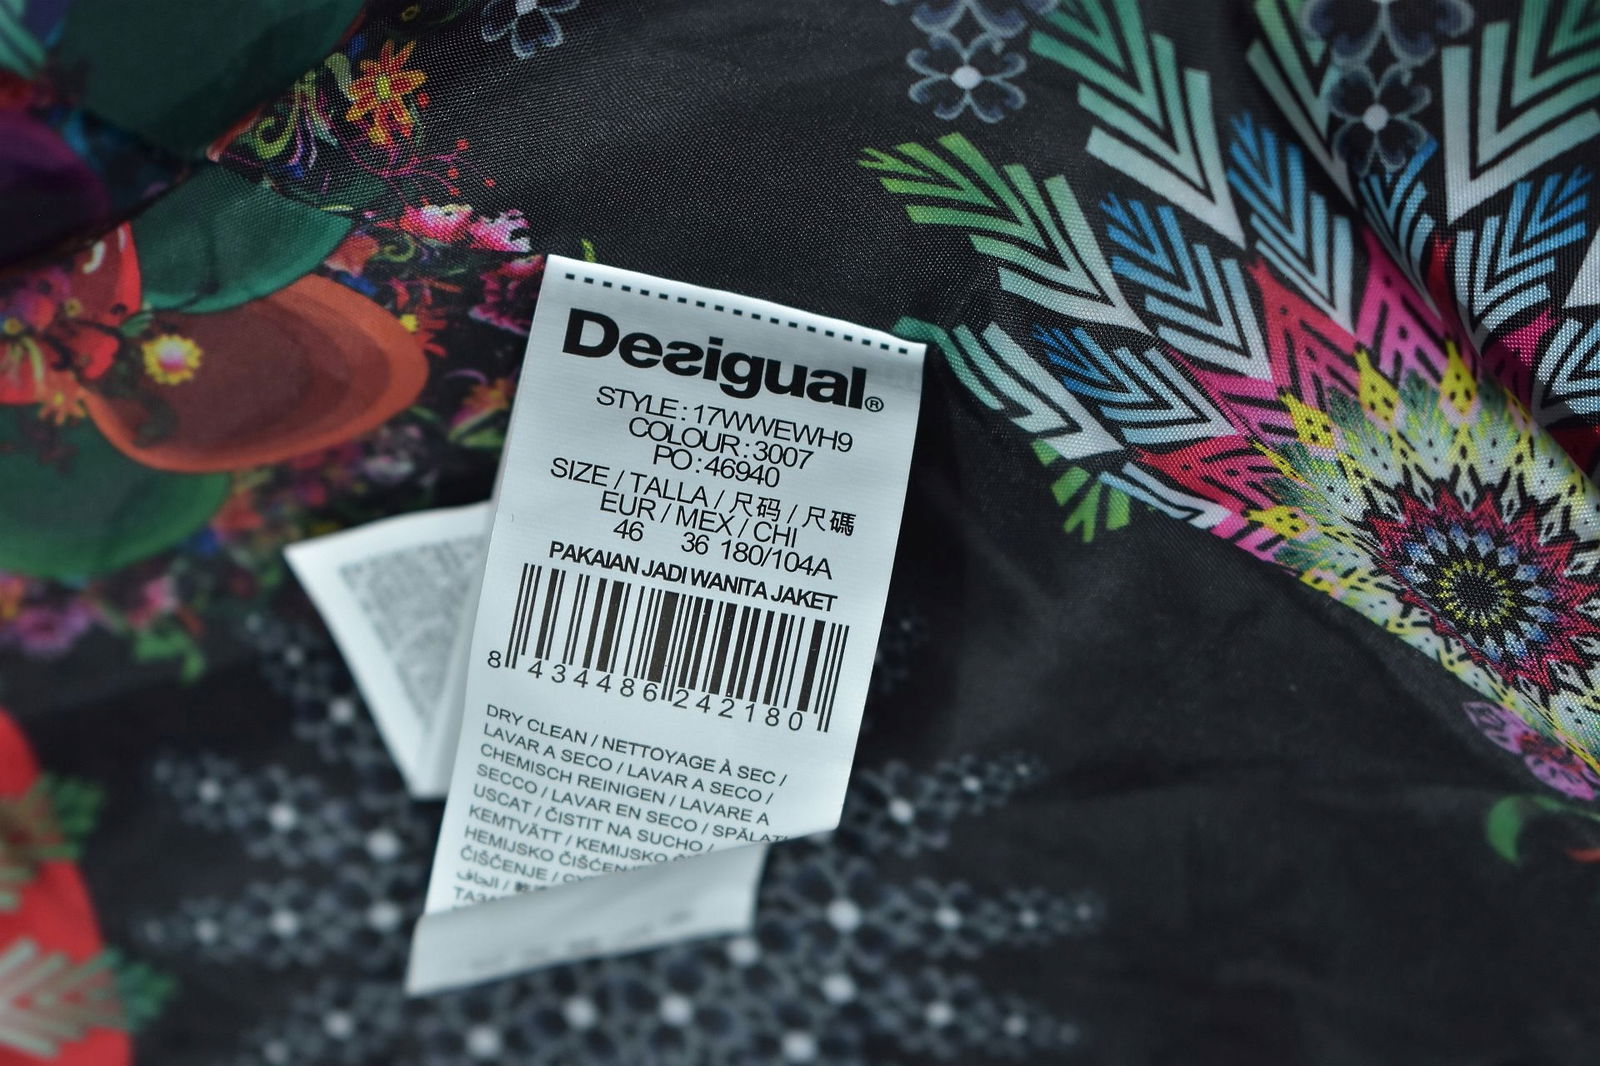 Desigual®
STYLE : 17WWEWH9
COLOUR : 3007
PO : 46940
SIZE / TALLA / 尺码 / 尺碼
EUR / MEX / CHI
46 36 180/104A
PAKAIAN JADI WANITA JAKET
8 434486 242180
DRY CLEAN / NETTOYAGE À SEC /
LAVAR A SECO / LAVAR A SECO /
CHEMISCH REINIGEN / LAVARE A
SECCO / LAVAR EN SECO / SPĂLAT
USCAT / ČISTIT NA SUCHO /
KEMTVÄTT / KEMIJSKO
HEMIJSKO ČIŠĆENJE
ČIŠČENJE /
الجاف /